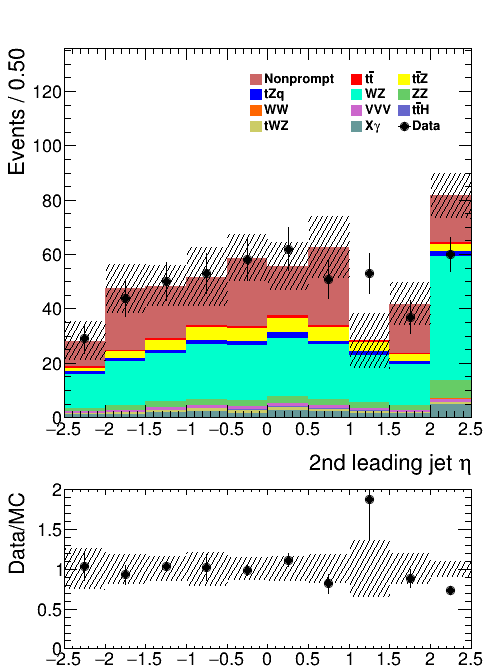 Events / 0.50
120
100
80
60
40
20
0
Nonprompt tt̄ tt̄Z
tZq WZ ZZ
WW VVV tt̄H
tWZ Xγ Data
−2.5 −2 −1.5 −1 −0.5 0 0.5 1 1.5 2 2.5
2nd leading jet η
Data/MC
2
1.5
1
0.5
0
−2.5 −2 −1.5 −1 −0.5 0 0.5 1 1.5 2 2.5